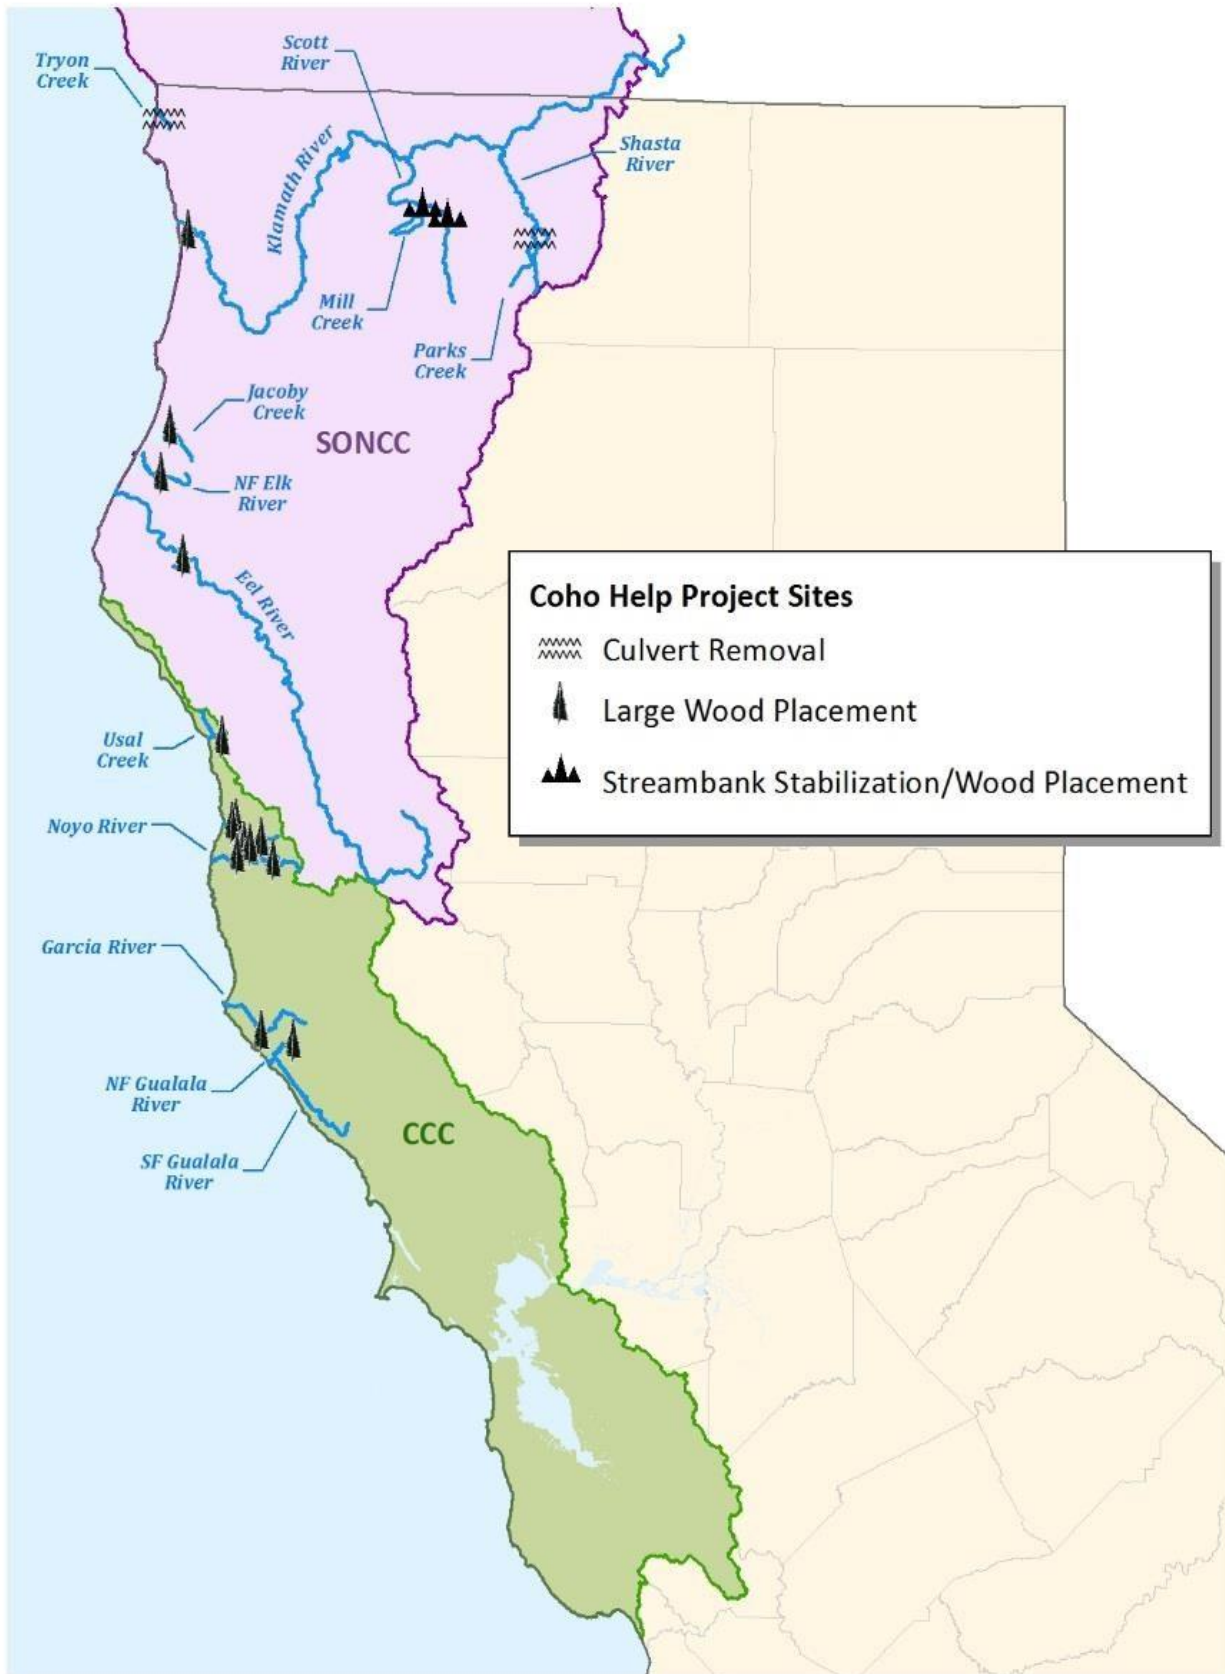 Tryon
Creek
Scott
River
Klamath River
Shasta
River
Mill
Creek
Parks
Creek
Jacoby
Creek
SONCC
NF Elk
River
Eel River
Coho Help Project Sites
Culvert Removal
Large Wood Placement
Streambank Stabilization/Wood Placement
Usal
Creek
Noyo River
Garcia River
NF Gualala
River
CCC
SF Gualala
River